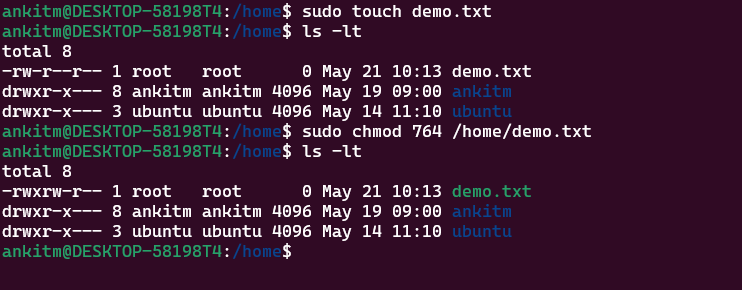 ankitm@DESKTOP-58198T4:/home$ sudo touch demo.txt
ankitm@DESKTOP-58198T4:/home$ ls -lt
total 8
-rw-r--r-- 1 root   root      0 May 21 10:13 demo.txt
drwxr-x--- 8 ankitm ankitm 4096 May 19 09:00 ankitm
drwxr-x--- 3 ubuntu ubuntu 4096 May 14 11:10 ubuntu
ankitm@DESKTOP-58198T4:/home$ sudo chmod 764 /home/demo.txt
ankitm@DESKTOP-58198T4:/home$ ls -lt
total 8
-rwxrw-r-- 1 root   root      0 May 21 10:13 demo.txt
drwxr-x--- 8 ankitm ankitm 4096 May 19 09:00 ankitm
drwxr-x--- 3 ubuntu ubuntu 4096 May 14 11:10 ubuntu
ankitm@DESKTOP-58198T4:/home$